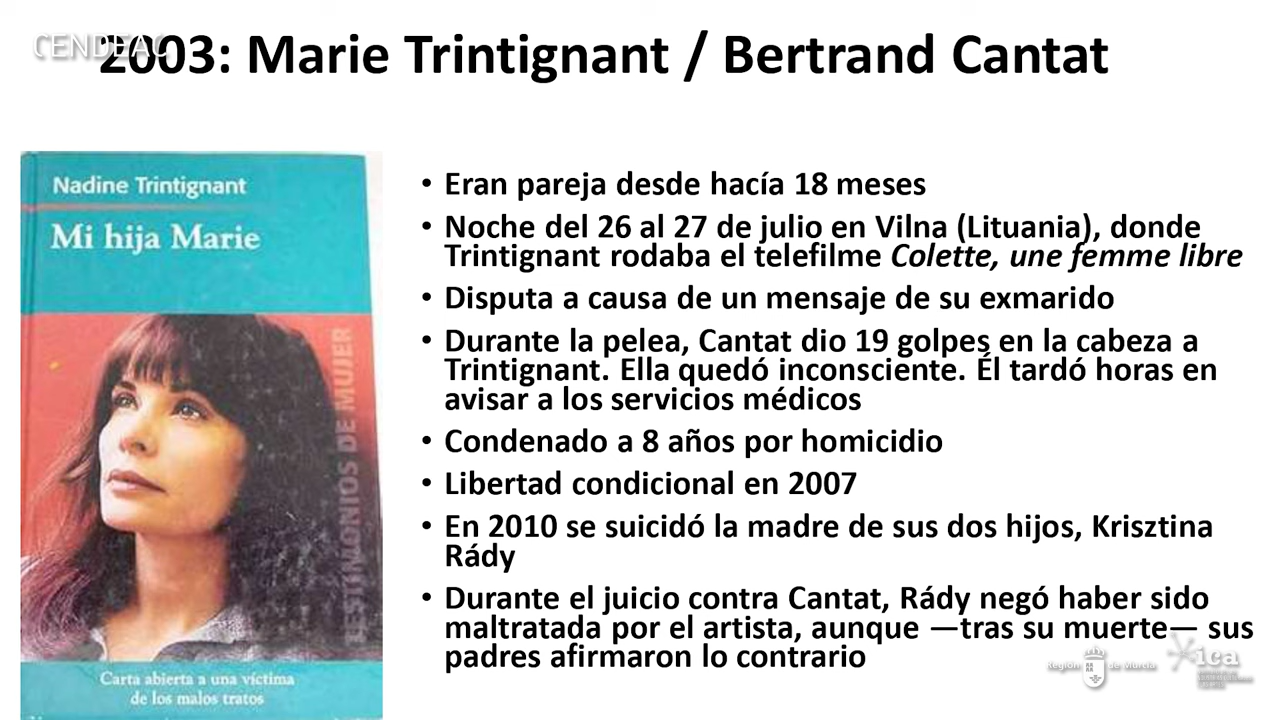 CENDEAC
2003: Marie Trintignant / Bertrand Cantat
Nadine Trintignant
Mi hija Marie
TESTIMONIOS DE MUJER
Carta abierta a una víctima
de los malos tratos
• Eran pareja desde hacía 18 meses
• Noche del 26 al 27 de julio en Vilna (Lituania), donde
Trintignant rodaba el telefilme Colette, une femme libre
• Disputa a causa de un mensaje de su exmarido
• Durante la pelea, Cantat dio 19 golpes en la cabeza a
Trintignant. Ella quedó inconsciente. Él tardó horas en
avisar a los servicios médicos
• Condenado a 8 años por homicidio
• Libertad condicional en 2007
• En 2010 se suicidó la madre de sus dos hijos, Krisztina
Rády
• Durante el juicio contra Cantat, Rády negó haber sido
maltratada por el artista, aunque —tras su muerte— sus
padres afirmaron lo contrario
Región de Murcia
ica